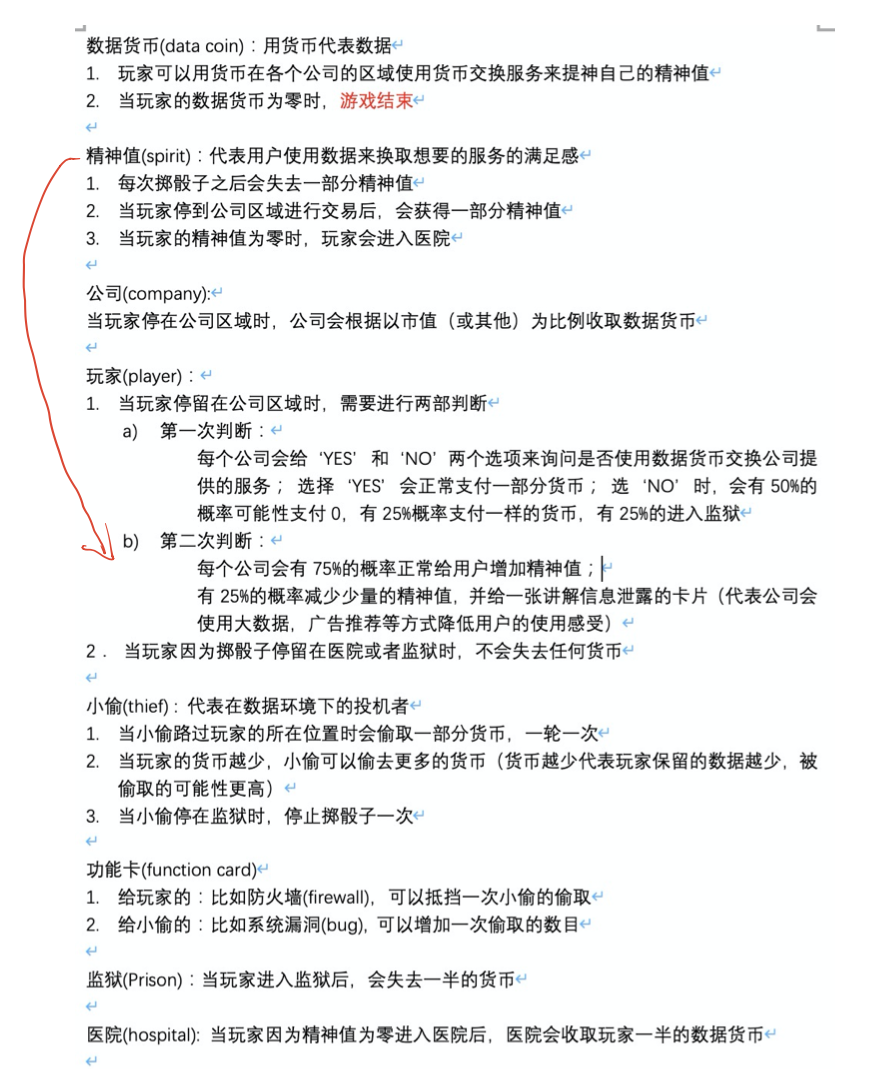 数据货币(data coin)：用货币代表数据
1. 玩家可以用货币在各个公司的区域使用货币交换服务来提神自己的精神值
2. 当玩家的数据货币为零时，游戏结束
精神值(spirit)：代表用户使用数据来换取想要的服务的满足感
1. 每次掷骰子之后会失去一部分精神值
2. 当玩家停到公司区域进行交易后，会获得一部分精神值
3. 当玩家的精神值为零时，玩家会进入医院
公司(company):
当玩家停在公司区域时，公司会根据以市值（或其他）为比例收取数据货币
玩家(player)：
1. 当玩家停留在公司区域时，需要进行两部判断
a) 第一次判断：
每个公司会给‘YES’和‘NO’两个选项来询问是否使用数据货币交换公司提
供的服务；选择‘YES’会正常支付一部分货币；选‘NO’时，会有50%的
概率可能性支付0，有25%概率支付一样的货币，有25%的进入监狱
b) 第二次判断：
每个公司会有75%的概率正常给用户增加精神值；
有25%的概率减少少量的精神值，并给一张讲解信息泄露的卡片（代表公司会
使用大数据，广告推荐等方式降低用户的使用感受）
2． 当玩家因为掷骰子停留在医院或者监狱时，不会失去任何货币
小偷(thief)：代表在数据环境下的投机者
1. 当小偷路过玩家的所在位置时会偷取一部分货币，一轮一次
2. 当玩家的货币越少，小偷可以偷去更多的货币（货币越少代表玩家保留的数据越少，被
偷取的可能性更高）
3. 当小偷停在监狱时，停止掷骰子一次
功能卡(function card)
1. 给玩家的：比如防火墙(firewall)，可以抵挡一次小偷的偷取
2. 给小偷的：比如系统漏洞(bug), 可以增加一次偷取的数目
监狱(Prison)：当玩家进入监狱后，会失去一半的货币
医院(hospital): 当玩家因为精神值为零进入医院后，医院会收取玩家一半的数据货币